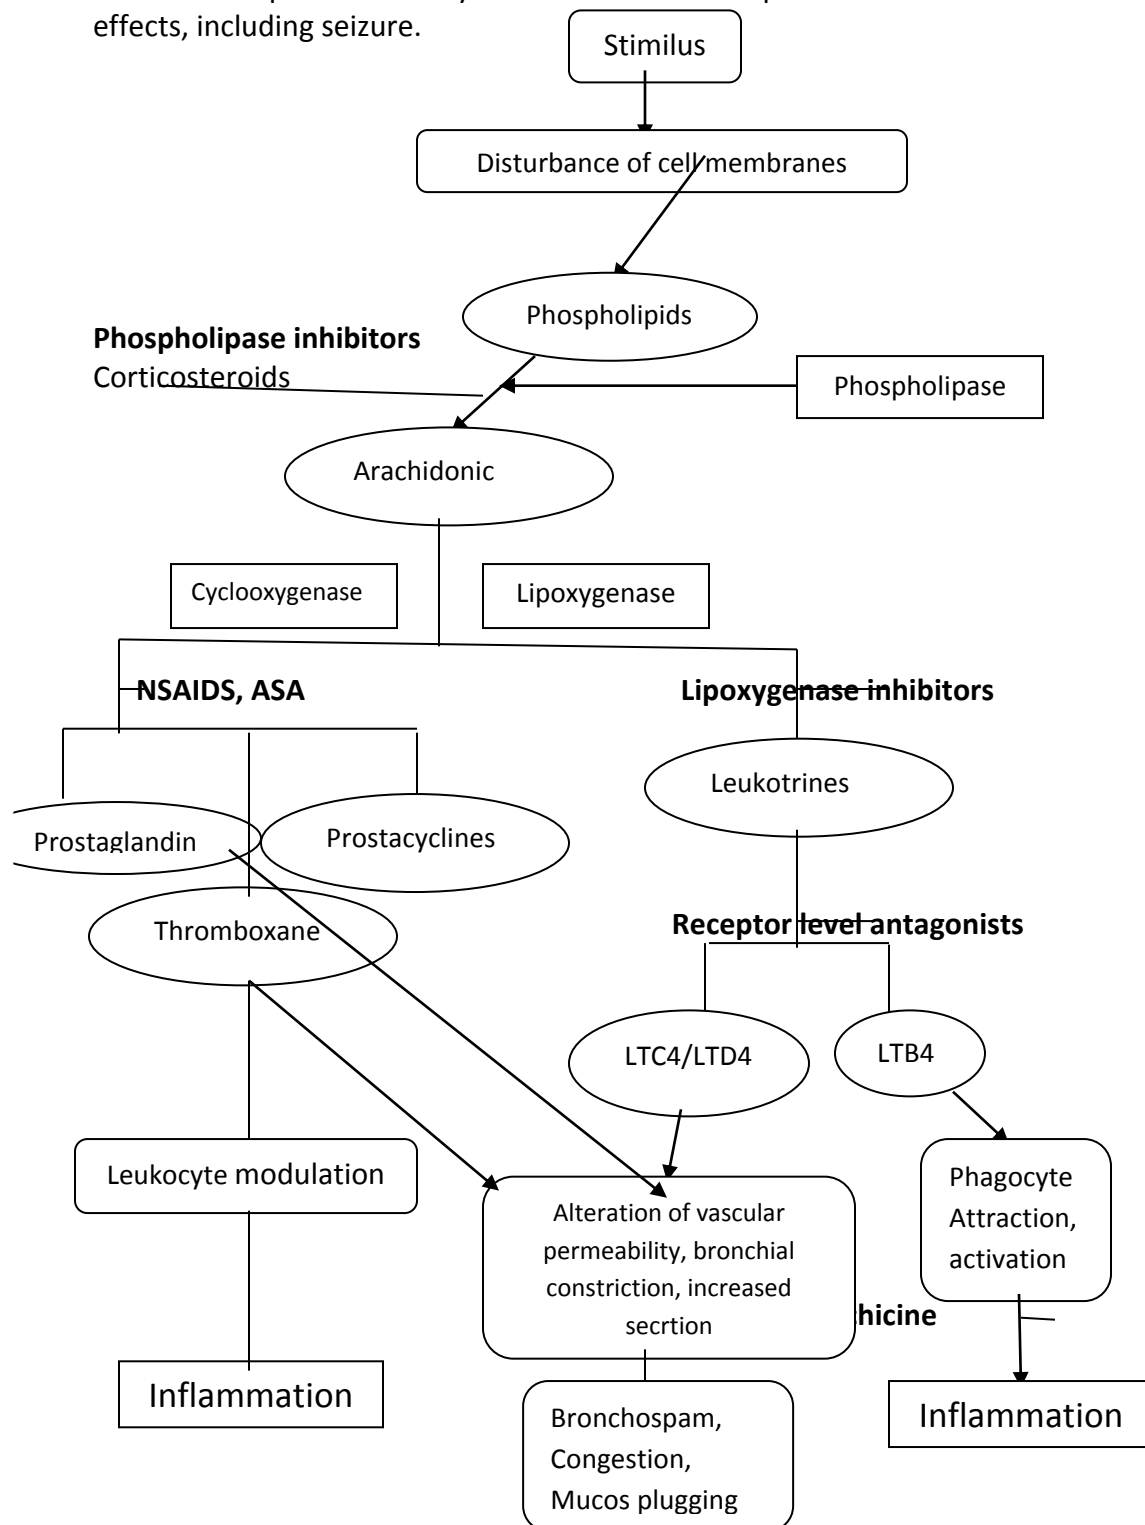 effects, including seizure.
Stimilus
Disturbance of cell membranes
Phospholipids
Phospholipase inhibitors
Corticosteroids
Phospholipase
Arachidonic
Cyclooxygenase
Lipoxygenase
NSAIDS, ASA
Lipoxygenase inhibitors
Leukotrines
Prostaglandin
Prostacyclines
Receptor level antagonists
Thromboxane
LTC4/LTD4
LTB4
Leukocyte modulation
Phagocyte
Attraction,
activation
Alteration of vascular
permeability, bronchial
constriction, increased
secrtion
hicine
Inflammation
Inflammation
Bronchospam,
Congestion,
Mucos plugging